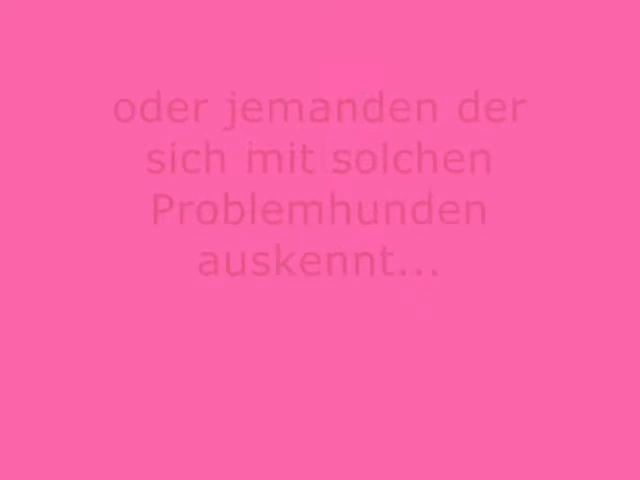 oder jemanden der
sich mit solchen
Problemhunden
auskennt...